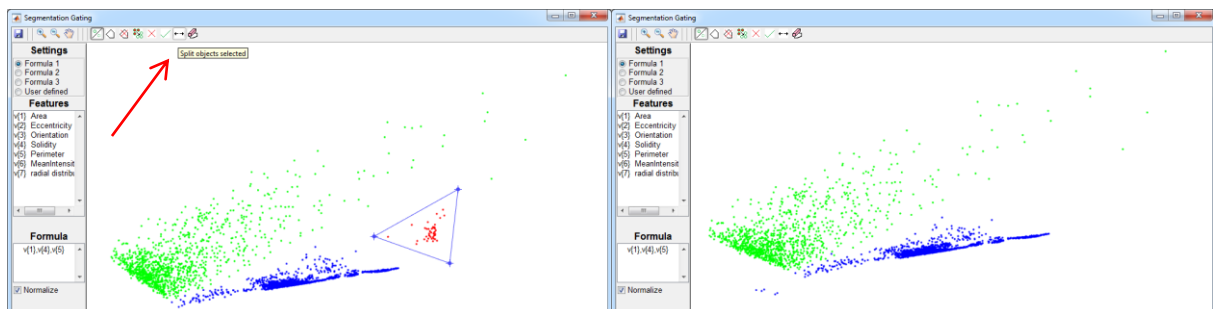 Segmentation Gating
Split objects selected
Settings
Formula 1
Formula 2
Formula 3
User defined
Features
v[1] Area
v[2] Eccentricity
v[3] Orientation
v[4] Solidity
v[5] Perimeter
v[6] MeanIntensit
v[7] radial distribu
Formula
v[1],v[4],v[5]
Normalize
Segmentation Gating
Settings
Formula 1
Formula 2
Formula 3
User defined
Features
v[1] Area
v[2] Eccentricity
v[3] Orientation
v[4] Solidity
v[5] Perimeter
v[6] MeanIntensit
v[7] radial distribu
Formula
v[1],v[4],v[5]
Normalize